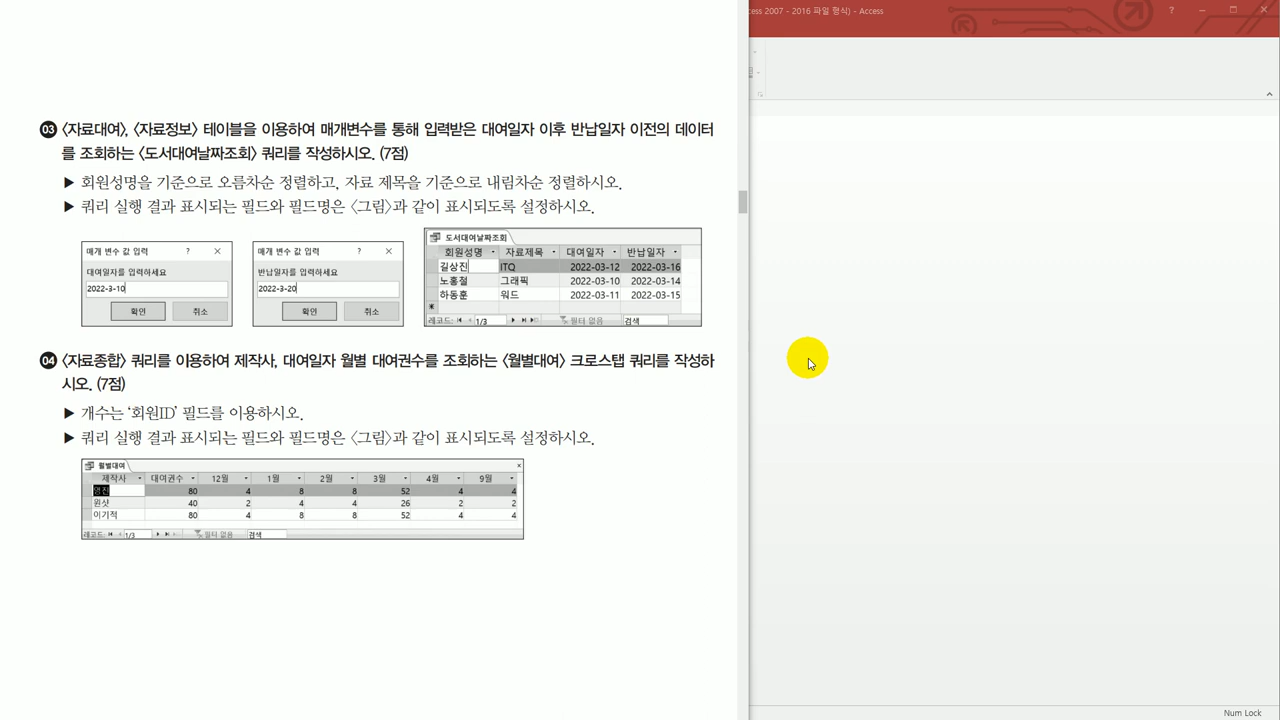 cess 2007 - 2016 파일 형식) - Access
03 〈자료대여〉, 〈자료정보〉 테이블을 이용하여 매개변수를 통해 입력받은 대여일자 이후 반납일자 이전의 데이터
를 조회하는 〈도서대여날짜조회〉 쿼리를 작성하시오. (7점)
▶ 회원성명을 기준으로 오름차순 정렬하고, 자료 제목을 기준으로 내림차순 정렬하시오.
▶ 쿼리 실행 결과 표시되는 필드와 필드명은 〈그림〉과 같이 표시되도록 설정하시오.
매개 변수 값 입력 ? ×
대여일자를 입력하세요
2022-3-10
확인 취소
매개 변수 값 입력 ? ×
반납일자를 입력하세요
2022-3-20
확인 취소
도서대여날짜조회
회원성명 자료제목 대여일자 반납일자
길상진 ITQ 2022-03-12 2022-03-16
노홍철 그래픽 2022-03-10 2022-03-14
하동훈 워드 2022-03-11 2022-03-15
레코드: 1/3 필터 없음 검색
04 〈자료종합〉 쿼리를 이용하여 제작사, 대여일자 월별 대여권수를 조회하는 〈월별대여〉 크로스탭 쿼리를 작성하
시오. (7점)
▶ 개수는 '회원ID' 필드를 이용하시오.
▶ 쿼리 실행 결과 표시되는 필드와 필드명은 〈그림〉과 같이 표시되도록 설정하시오.
월별대여 ×
제작사 대여권수 12월 1월 2월 3월 4월 9월
영진 80 4 8 8 52 4 4
원샷 40 2 4 4 26 2 2
이기적 80 4 8 8 52 4 4
레코드: 1/3 필터 없음 검색
Num Lock